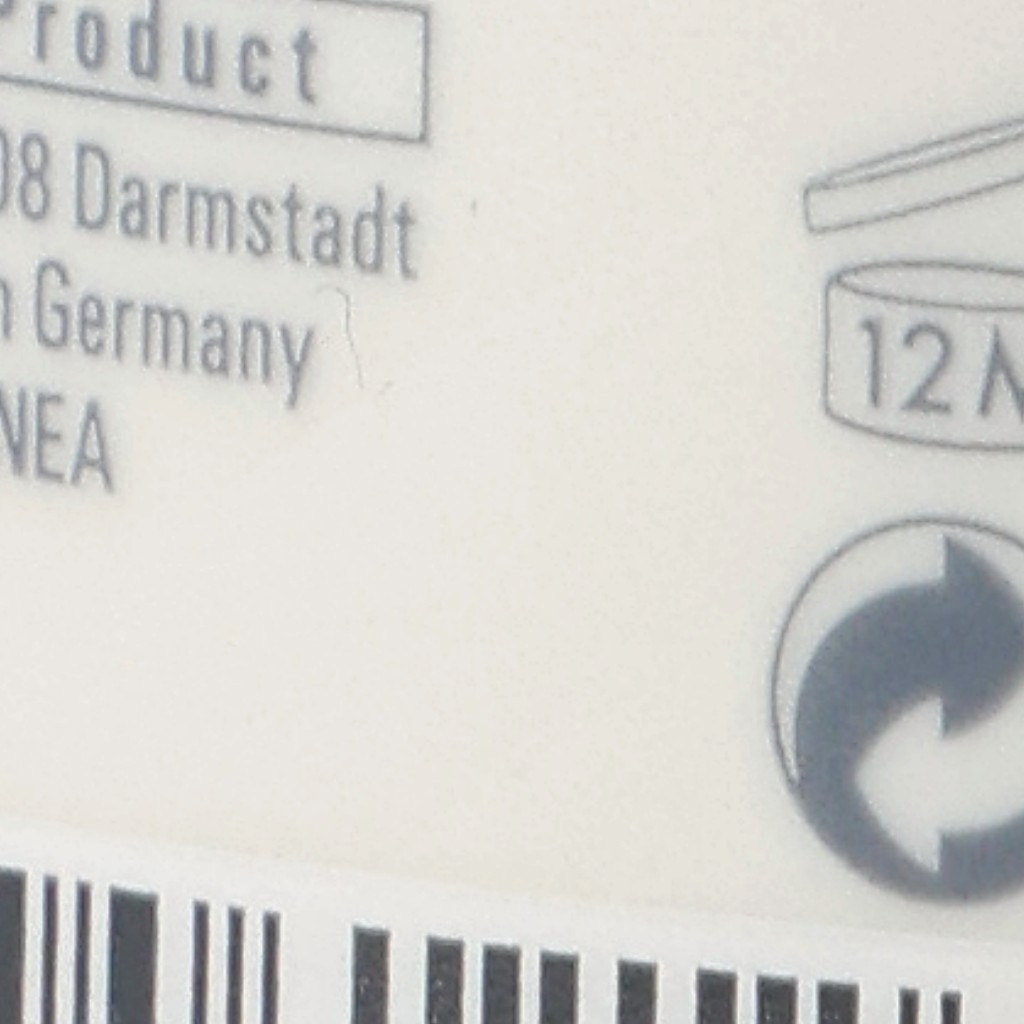 Product
08 Darmstadt
Germany
NEA
12 M